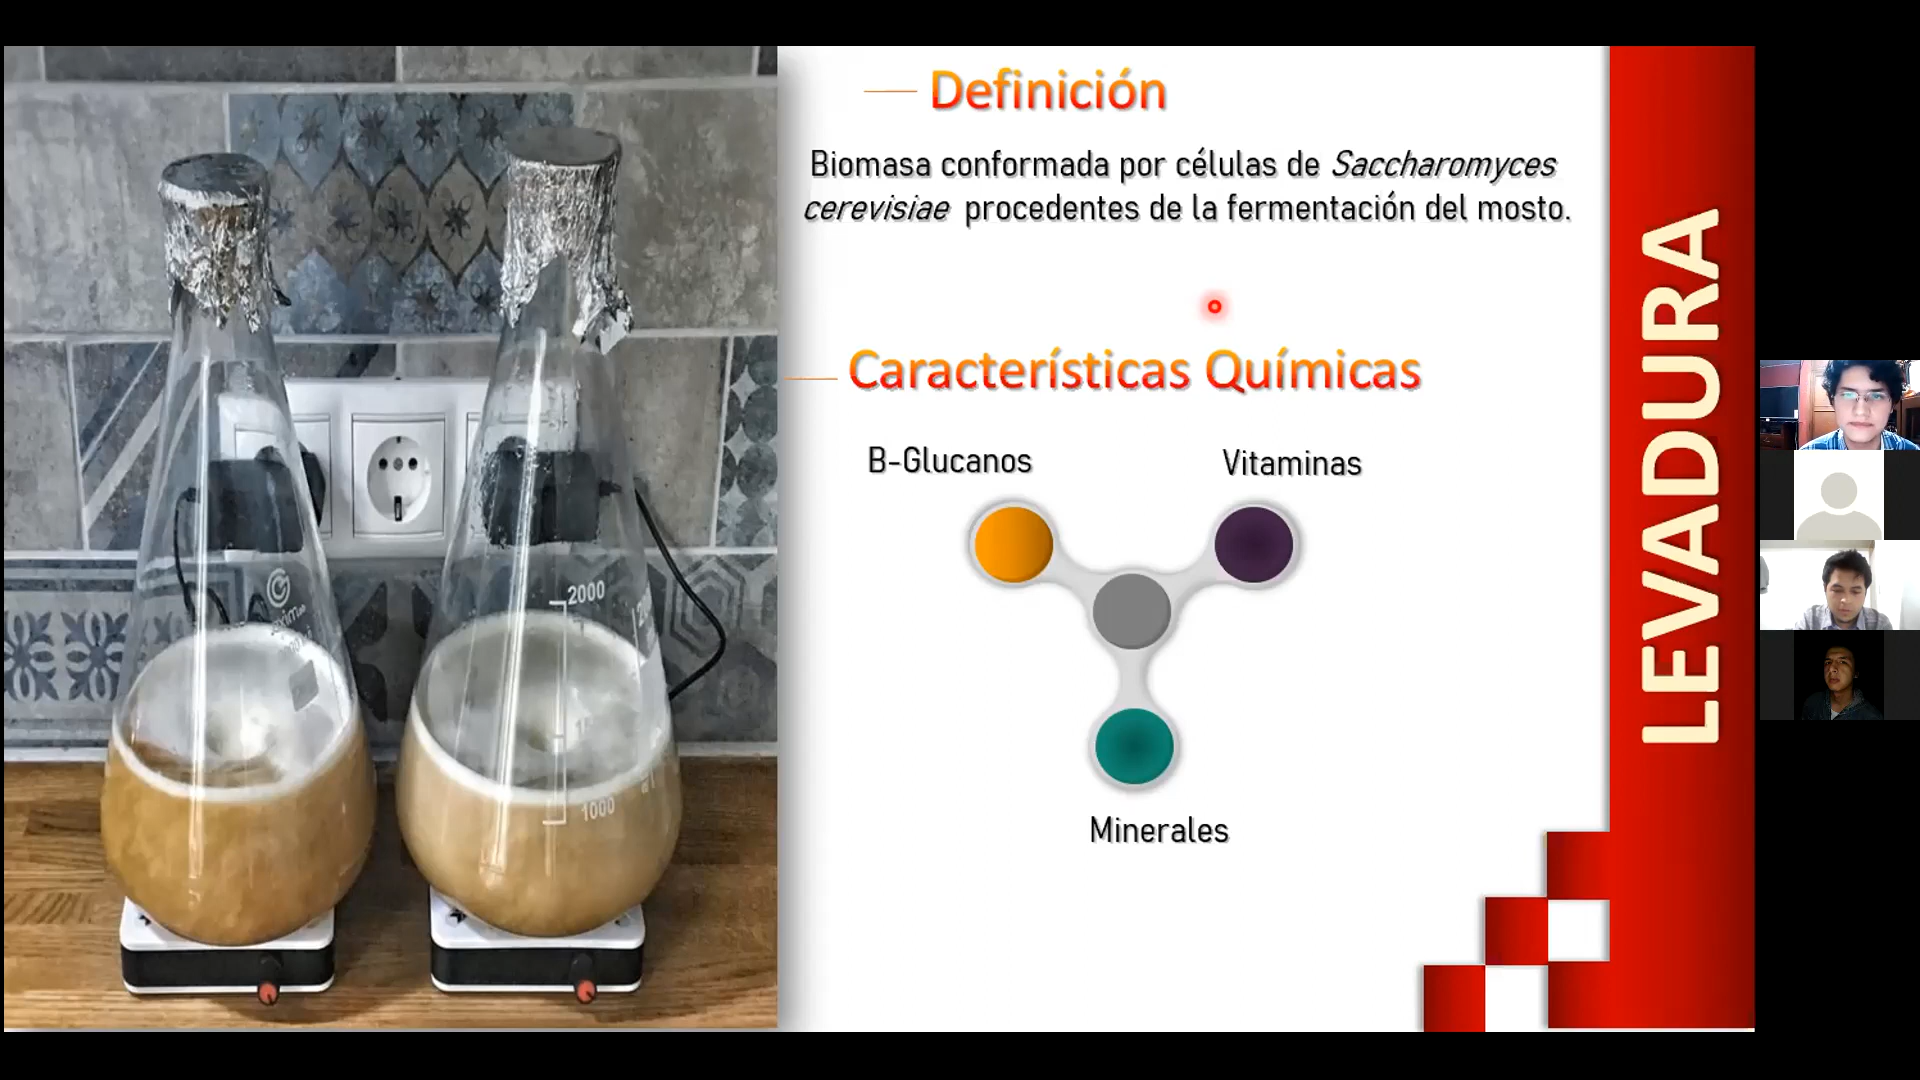 Definición
Biomasa conformada por células de Saccharomyces
cerevisiae procedentes de la fermentación del mosto.
Características Químicas
B-Glucanos
Vitaminas
Minerales
LEVADURA
2000
1000